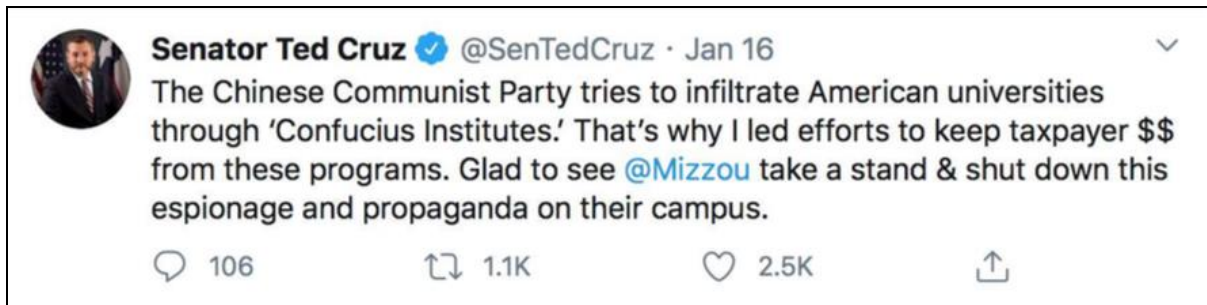 Senator Ted Cruz @SenTedCruz · Jan 16
The Chinese Communist Party tries to infiltrate American universities
through ‘Confucius Institutes.’ That’s why I led efforts to keep taxpayer $$
from these programs. Glad to see @Mizzou take a stand & shut down this
espionage and propaganda on their campus.
106 1.1K 2.5K